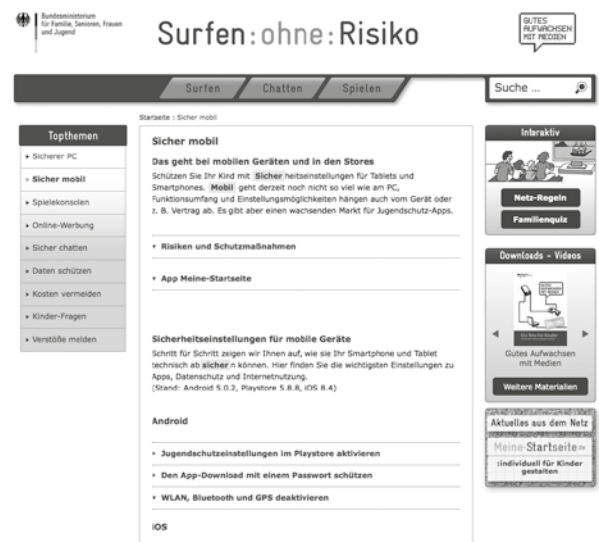 Bundesministerium
für Familie, Senioren, Frauen
und Jugend
Surfen:ohne:Risiko
GUTES
AUFWACHSEN
MIT MEDIEN
Surfen
Chatten
Spielen
Suche ...
Startseite : Sicher mobil
Topthemen
Sicherer PC
Sicher mobil
Spielekonsolen
Online-Werbung
Sicher chatten
Daten schützen
Kosten vermeiden
Kinder-Fragen
Verstöße melden
Sicher mobil
Das geht bei mobilen Geräten und in den Stores
Schützen Sie Ihr Kind mit Sicher heitseinstellungen für Tablets und
Smartphones. Mobil geht derzeit noch nicht so viel wie am PC,
Funktionsumfang und Einstellungsmöglichkeiten hängen auch vom Gerät oder
z. B. Vertrag ab. Es gibt aber einen wachsenden Markt für Jugendschutz-Apps.
Risiken und Schutzmaßnahmen
App Meine-Startseite
Sicherheitseinstellungen für mobile Geräte
Schritt für Schritt zeigen wir Ihnen auf, wie sie Ihr Smartphone und Tablet
technisch ab sicher n können. Hier finden Sie die wichtigsten Einstellungen zu
Apps, Datenschutz und Internetnutzung.
(Stand: Android 5.0.2, Playstore 5.8.8, iOS 8.4)
Android
Jugendschutzeinstellungen im Playstore aktivieren
Den App-Download mit einem Passwort schützen
WLAN, Bluetooth und GPS deaktivieren
iOS
Interaktiv
Netz-Regeln
Familienquiz
Downloads - Videos
Gutes Aufwachsen
mit Medien
Weitere Materialien
Aktuelles aus dem Netz
Meine-Startseite
:individuell für Kinder
gestalten